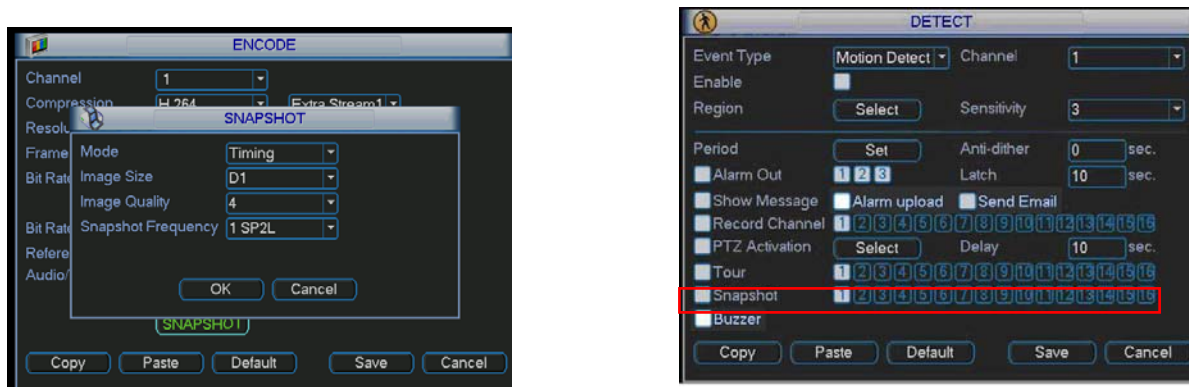 ENCODE
Channel 1
Compression H.264 Extra Stream1
SNAPSHOT
Resolu
Frame
Mode Timing
Bit Rate
Image Size D1
Image Quality 4
Bit Rate
Snapshot Frequency 1 SP2L
Refere
Audio/
OK Cancel
SNAPSHOT
Copy Paste Default Save Cancel
DETECT
Event Type Motion Detect Channel 1
Enable
Region Select Sensitivity 3
Period Set Anti-dither 0 sec.
Alarm Out 1 2 3 Latch 10 sec.
Show Message Alarm upload Send Email
Record Channel 1 2 3 4 5 6 7 8 9 10 11 12 13 14 15 16
PTZ Activation Select Delay 10 sec.
Tour 1 2 3 4 5 6 7 8 9 10 11 12 13 14 15 16
Snapshot 1 2 3 4 5 6 7 8 9 10 11 12 13 14 15 16
Buzzer
Copy Paste Default Save Cancel